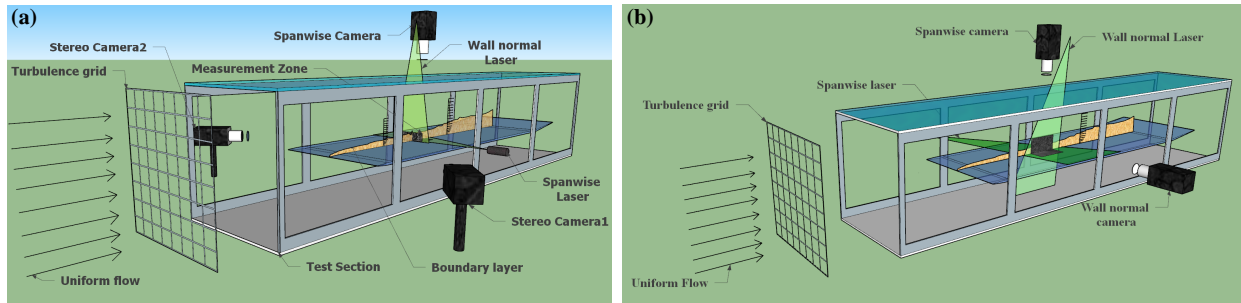 (a)
Spanwise Camera
Stereo Camera2
Wall normal
Laser
Turbulence grid
Measurement Zone
Spanwise
Laser
Stereo Camera1
Uniform flow
Test Section
Boundary layer
(b)
Spanwise camera
Wall normal Laser
Spanwise laser
Turbulence grid
Wall normal
camera
Uniform Flow